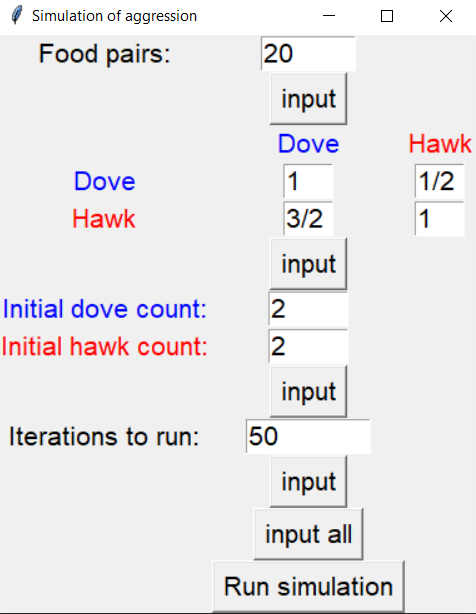 Simulation of aggression
Food pairs: 20
input
Dove Hawk
Dove 1 1/2
Hawk 3/2 1
input
Initial dove count: 2
Initial hawk count: 2
input
Iterations to run: 50
input
input all
Run simulation